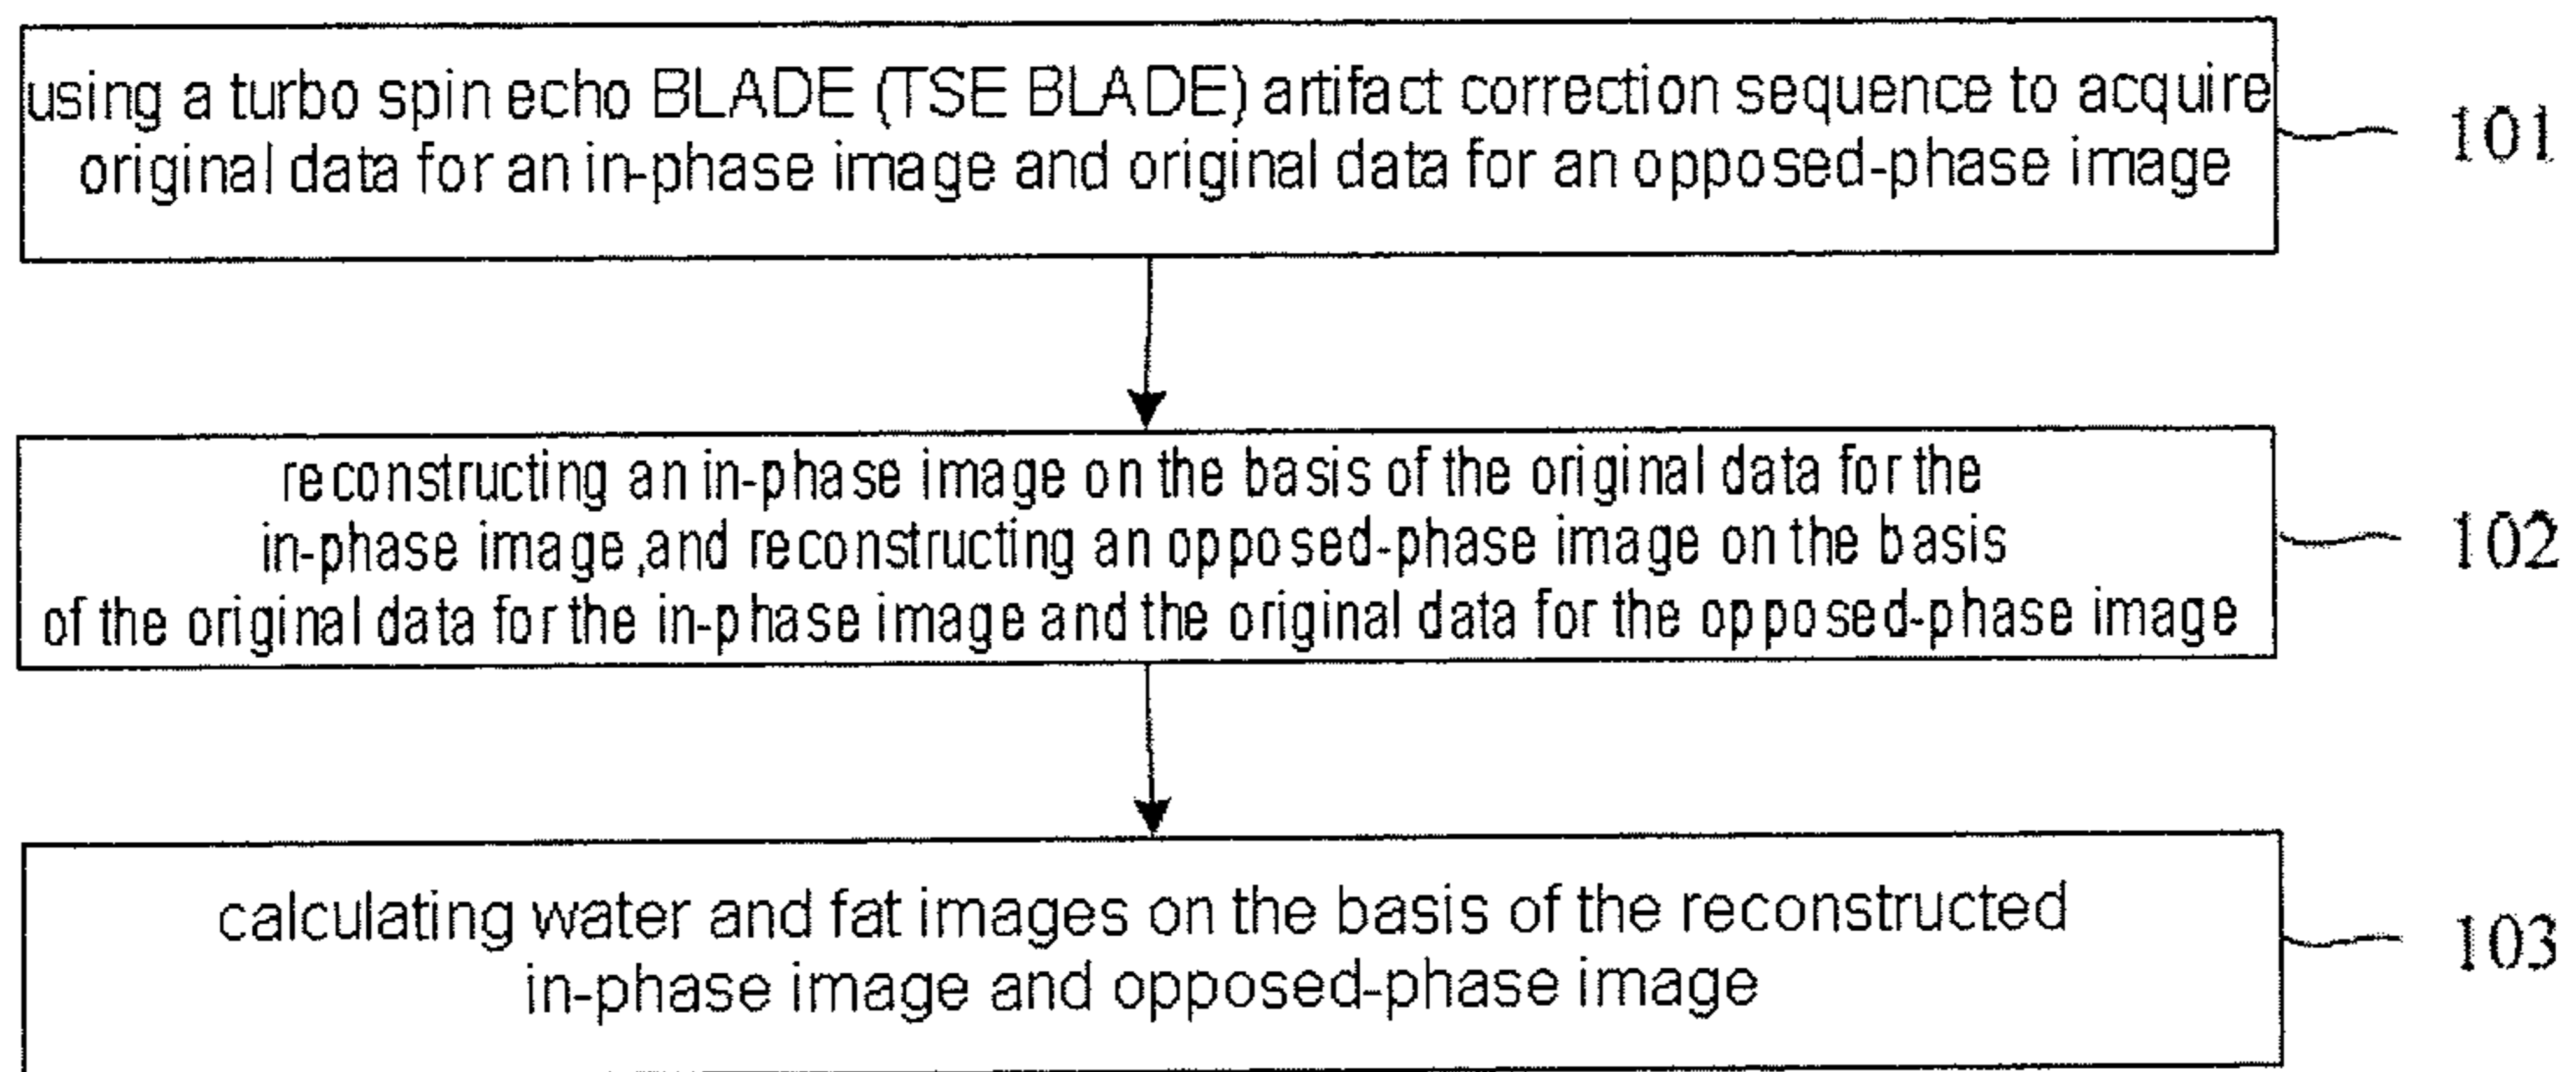 using a turbo spin echo BLADE (TSE BLADE) artifact correction sequence to acquire
original data for an in-phase image and original data for an opposed-phase image
101
reconstructing an in-phase image on the basis of the original data for the
in-phase image,and reconstructing an opposed-phase image on the basis
of the original data for the in-phase image and the original data for the opposed-phase image
102
calculating water and fat images on the basis of the reconstructed
in-phase image and opposed-phase image
103